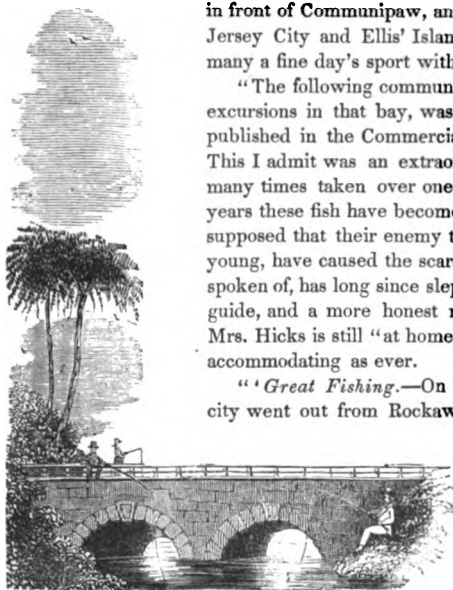 in front of Communipaw, an
Jersey City and Ellis' Islan
many a fine day's sport with
"The following commun
excursions in that bay, was
published in the Commercia
This I admit was an extrao
many times taken over one
years these fish have becom
supposed that their enemy t
young, have caused the scar
spoken of, has long since slep
guide, and a more honest
Mrs. Hicks is still "at home
accommodating as ever.
"'Great Fishing.—On
city went out from Rockaw